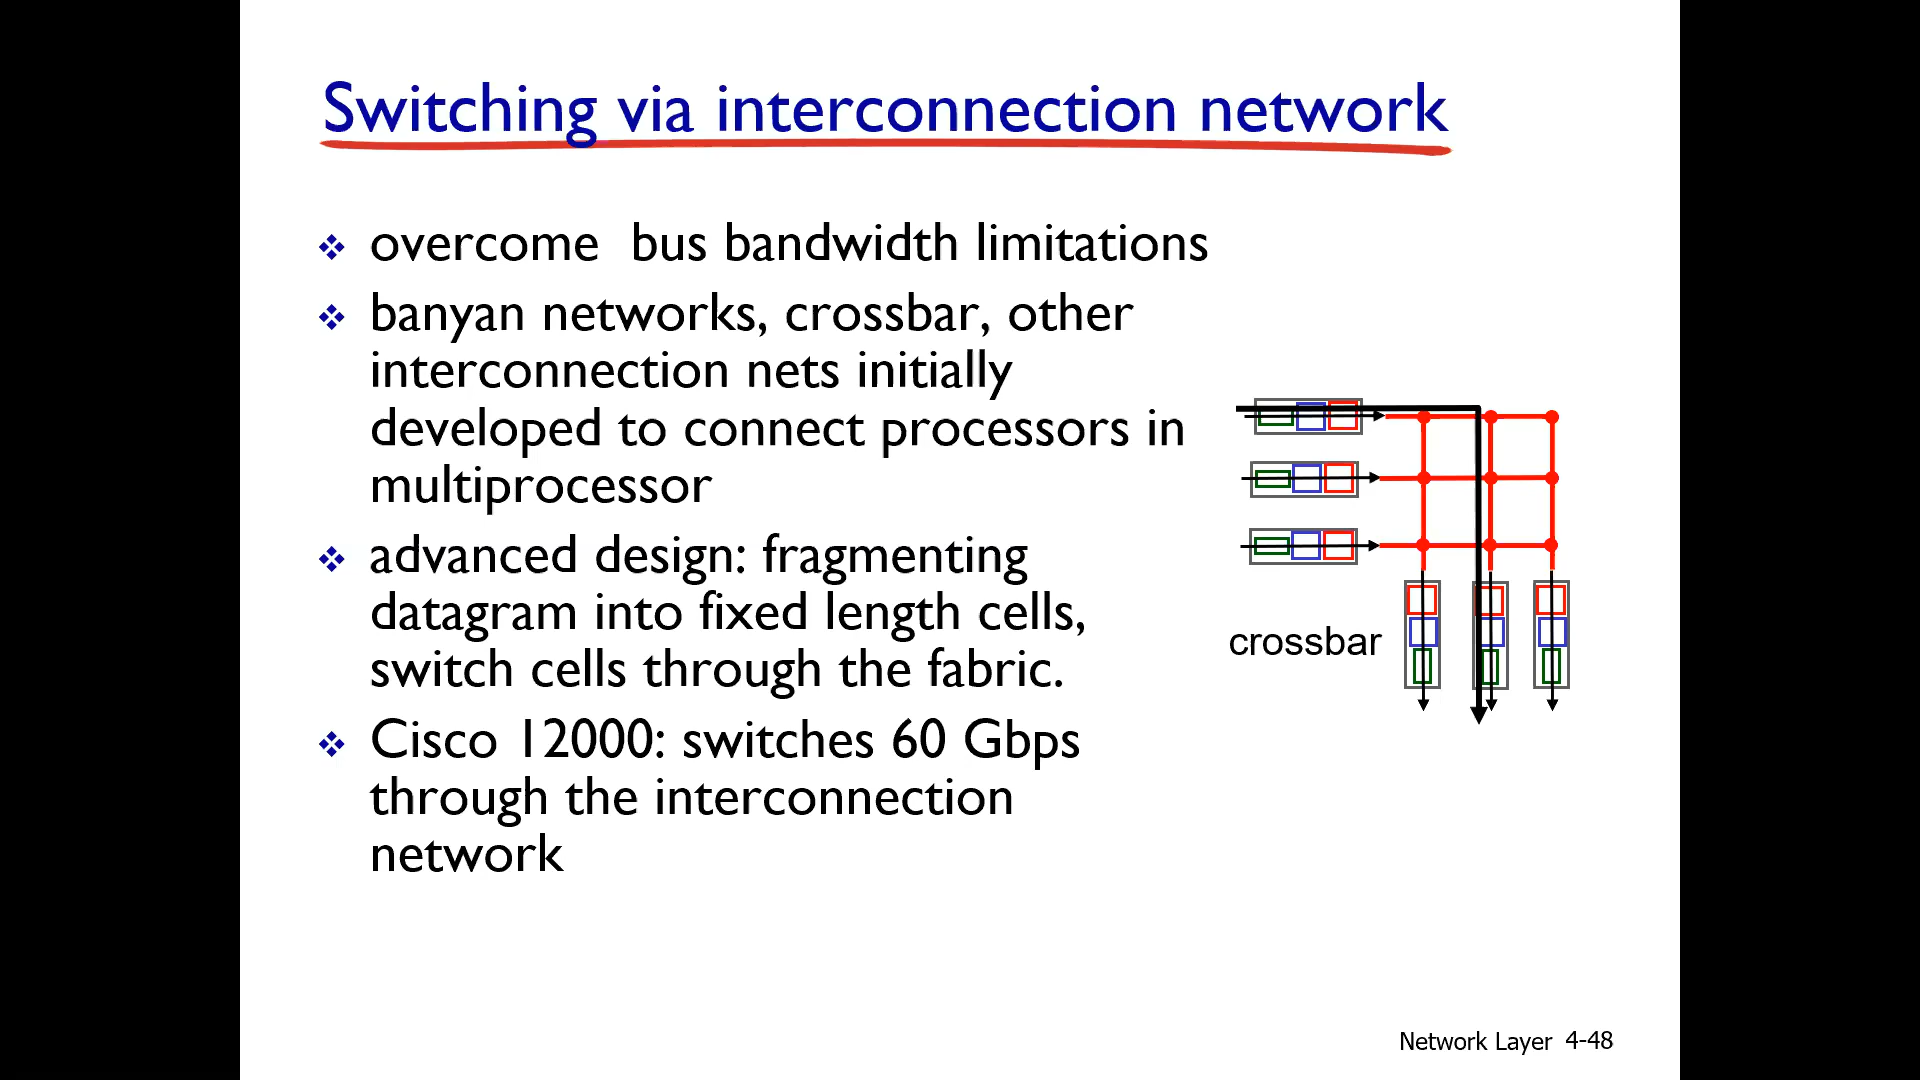 Switching via interconnection network
overcome  bus bandwidth limitations
banyan networks, crossbar, other
interconnection nets initially
developed to connect processors in
multiprocessor
advanced design: fragmenting
datagram into fixed length cells,
switch cells through the fabric.
Cisco 12000: switches 60 Gbps
through the interconnection
network
crossbar
Network Layer 4-48